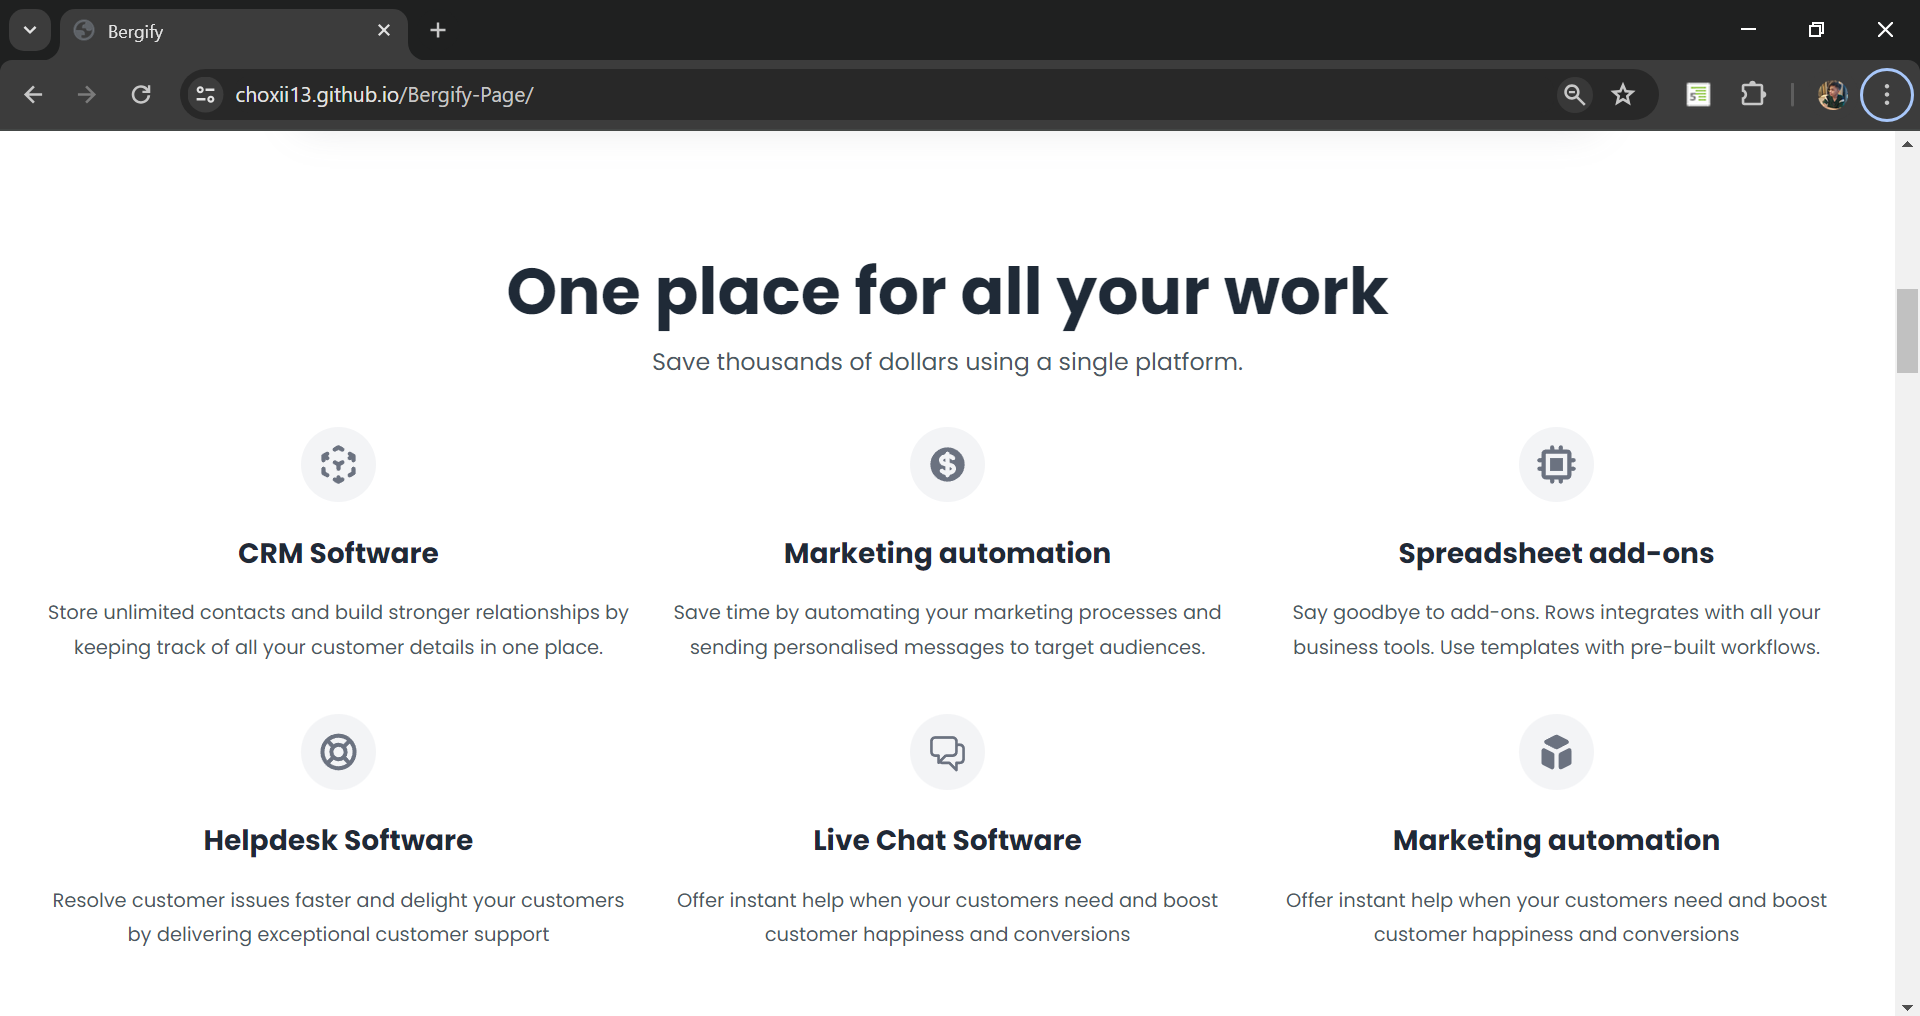 Bergify
choxii13.github.io/Bergify-Page/
One place for all your work
Save thousands of dollars using a single platform.
CRM Software
Store unlimited contacts and build stronger relationships by
keeping track of all your customer details in one place.
Marketing automation
Save time by automating your marketing processes and
sending personalised messages to target audiences.
Spreadsheet add-ons
Say goodbye to add-ons. Rows integrates with all your
business tools. Use templates with pre-built workflows.
Helpdesk Software
Resolve customer issues faster and delight your customers
by delivering exceptional customer support
Live Chat Software
Offer instant help when your customers need and boost
customer happiness and conversions
Marketing automation
Offer instant help when your customers need and boost
customer happiness and conversions